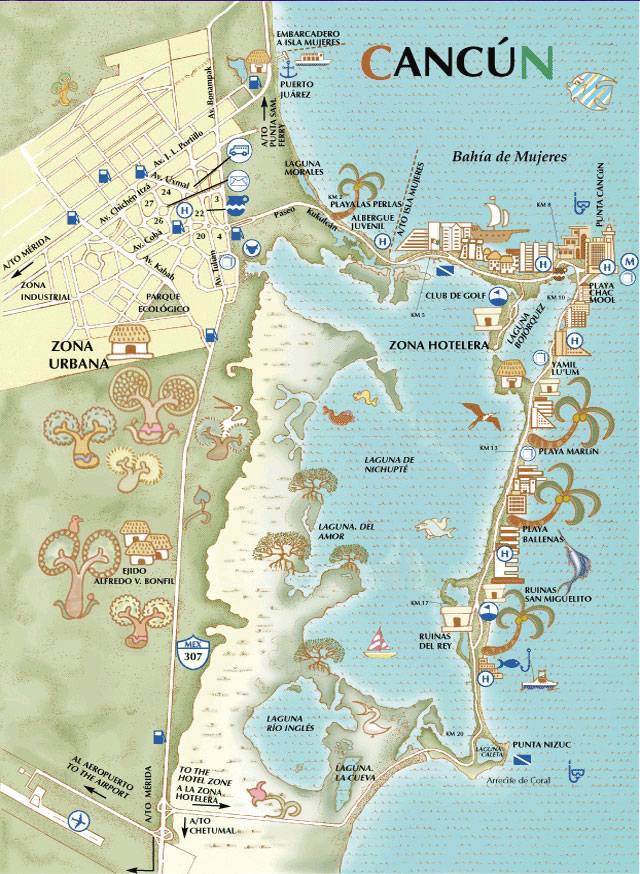 CANCÚN
EMBARCADERO
A ISLA MUJERES
PUERTO
JUÁREZ
Av. Bonampak
A/TO
PUNTA SAM
FERRY
Av. J. L. Portillo
LAGUNA
MORALES
A/TO ISLA MUJERES
Bahía de Mujeres
Av. Uxmal
24
Av. Chichén Itzá
27
3
H
22
26
20
4
KM 2
PLAYA LAS PERLAS
ALBERGUE
JUVENIL
Paseo Kukulkán
KM 8
PUNTA CANCÚN
A/TO MÉRIDA
Av. Cobá
Av. Kabah
Av. Tulún
H
H
H
M
ZONA
INDUSTRIAL
PARQUE
ECOLÓGICO
CLUB DE GOLF
KM 5
KM 10
PLAYA
CHAC
MOOL
ZONA
URBANA
ZONA HOTELERA
LAGUNA
BOJORQUEZ
H
YAMIL
LU"UM
LAGUNA DE
NICHUPTÉ
KM 13
PLAYA MARLíN
LAGUNA. DEL
AMOR
PLAYA
BALLENAS
H
EJIDO
ALFREDO V. BONFIL
RUINAS
SAN MIGUELITO
KM. 17
RUINAS
DEL REY
MEX
307
H
LAGUNA
RÍO INGLÉS
KM 20
LAGUNA
CALETA
PUNTA NIZUC
Arrecife de Coral
LAGUNA.
LA CUEVA
AL AEROPUERTO
TO THE AIRPORT
A/TO MÉRIDA
TO THE
HOTEL ZONE
A LA ZONA
HOTELERA
A/TO
CHETUMAL